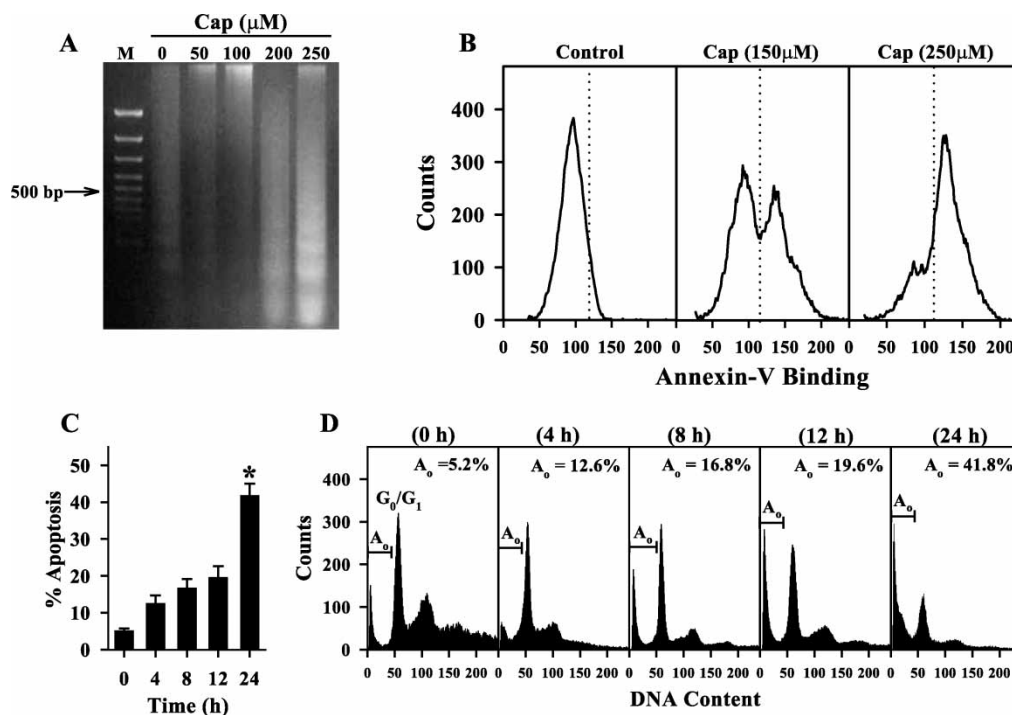 A
Cap (μM)
M 0 50 100 200 250
500 bp
B
Control Cap (150μM) Cap (250μM)
Counts
400
300
200
100
0
0 50 100 150 200 0 50 100 150 200 0 50 100 150 200
Annexin-V Binding
C
% Apoptosis
50
40
30
20
10
0
*
0 4 8 12 24
Time (h)
D
(0 h) (4 h) (8 h) (12 h) (24 h)
Ao =5.2% Ao = 12.6% Ao = 16.8% Ao = 19.6% Ao = 41.8%
G0/G1
Ao Ao Ao Ao Ao
Counts
400
300
200
100
0
0 50 100 150 200 0 50 100 150 200 0 50 100 150 200 0 50 100 150 200 0 50 100 150 200
DNA Content